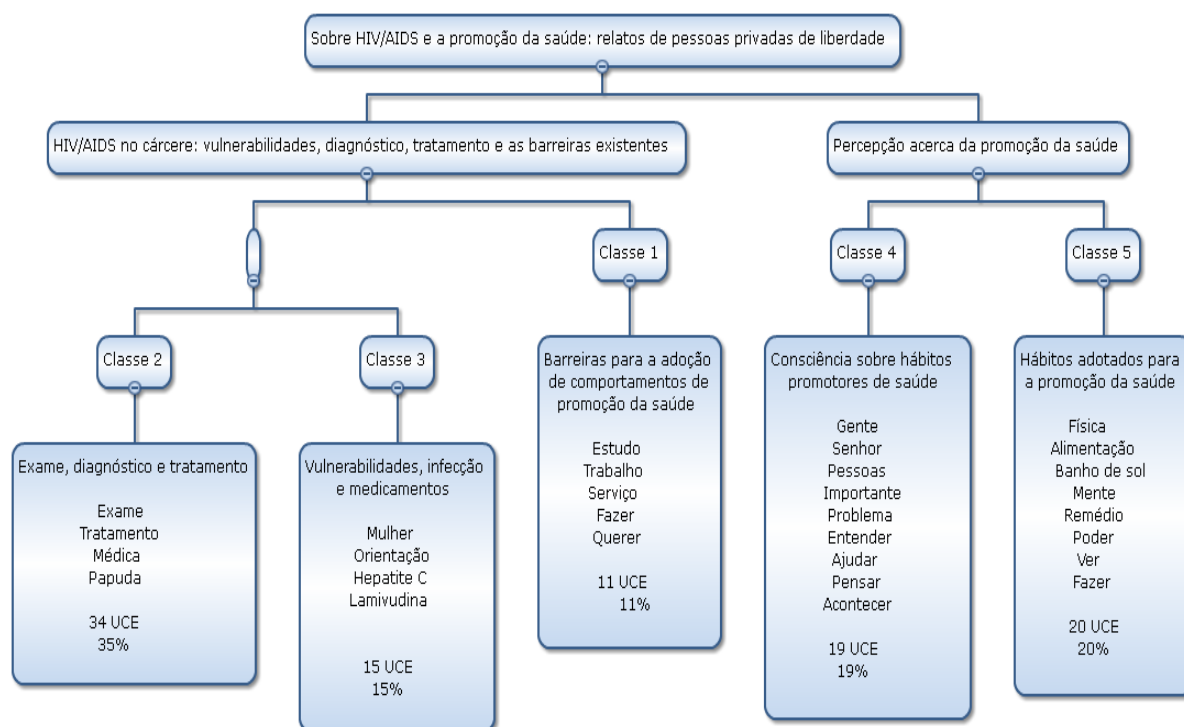 Sobre HIV/AIDS e a promoção da saúde: relatos de pessoas privadas de liberdade
HIV/AIDS no cárcere: vulnerabilidades, diagnóstico, tratamento e as barreiras existentes
Percepção acerca da promoção da saúde
Classe 1
Classe 4
Classe 5
Classe 2
Classe 3
Exame, diagnóstico e tratamento
Exame
Tratamento
Médica
Papuda
34 UCE
35%
Vulnerabilidades, infecção
e medicamentos
Mulher
Orientação
Hepatite C
Lamivudina
15 UCE
15%
Barreiras para a adoção
de comportamentos de
promoção da saúde
Estudo
Trabalho
Serviço
Fazer
Querer
11 UCE
11%
Consciência sobre hábitos
promotores de saúde
Gente
Senhor
Pessoas
Importante
Problema
Entender
Ajudar
Pensar
Acontecer
19 UCE
19%
Hábitos adotados para
a promoção da saúde
Física
Alimentação
Banho de sol
Mente
Remédio
Poder
Ver
Fazer
20 UCE
20%